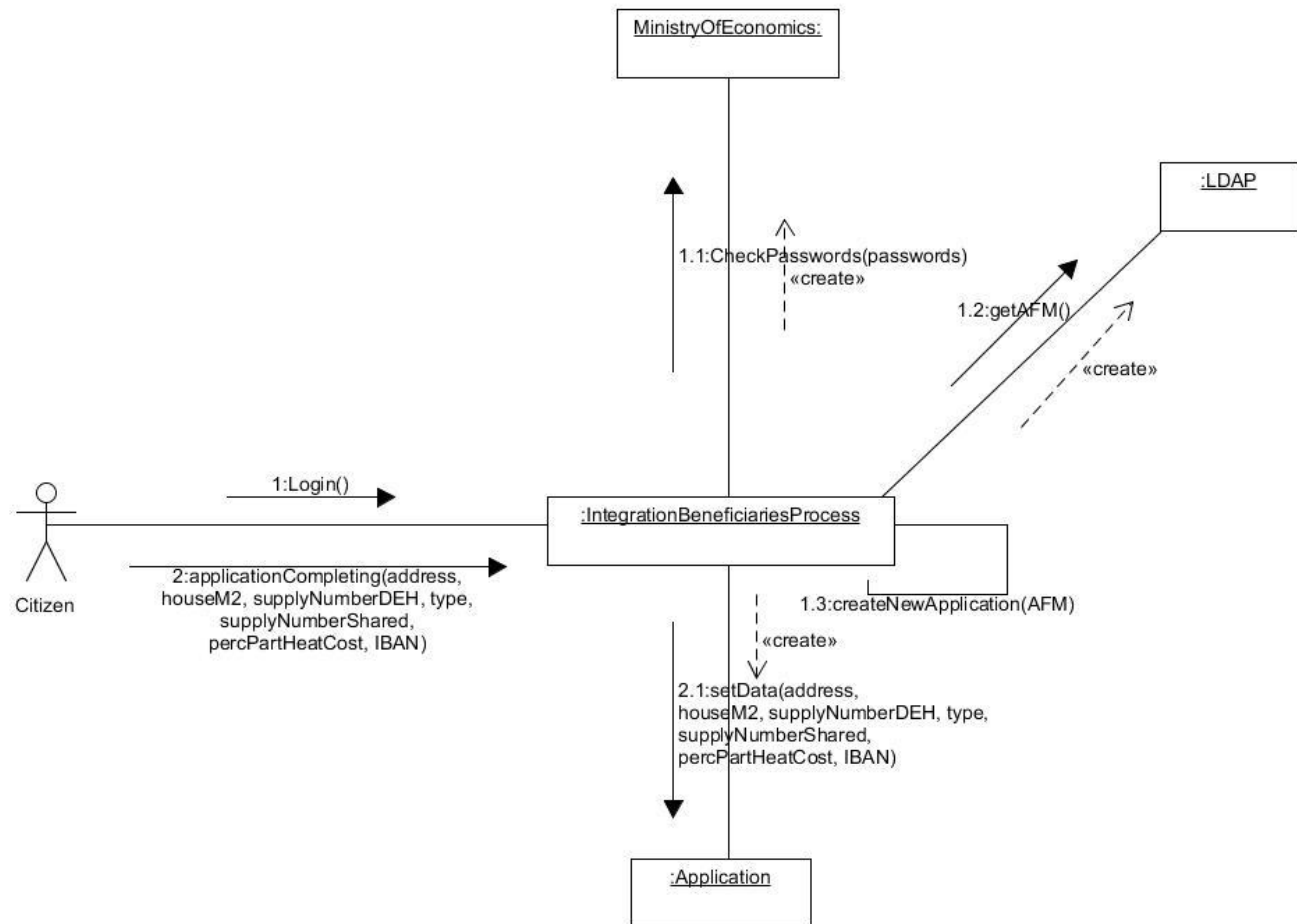 MinistryOfEconomics:
:LDAP
1.1:CheckPasswords(passwords)
«create»
1.2:getAFM()
«create»
1:Login()
:IntegrationBeneficiariesProcess
2:applicationCompleting(address,
houseM2, supplyNumberDEH, type,
supplyNumberShared,
percPartHeatCost, IBAN)
Citizen
1.3:createNewApplication(AFM)
«create»
2.1:setData(address,
houseM2, supplyNumberDEH, type,
supplyNumberShared,
percPartHeatCost, IBAN)
:Application